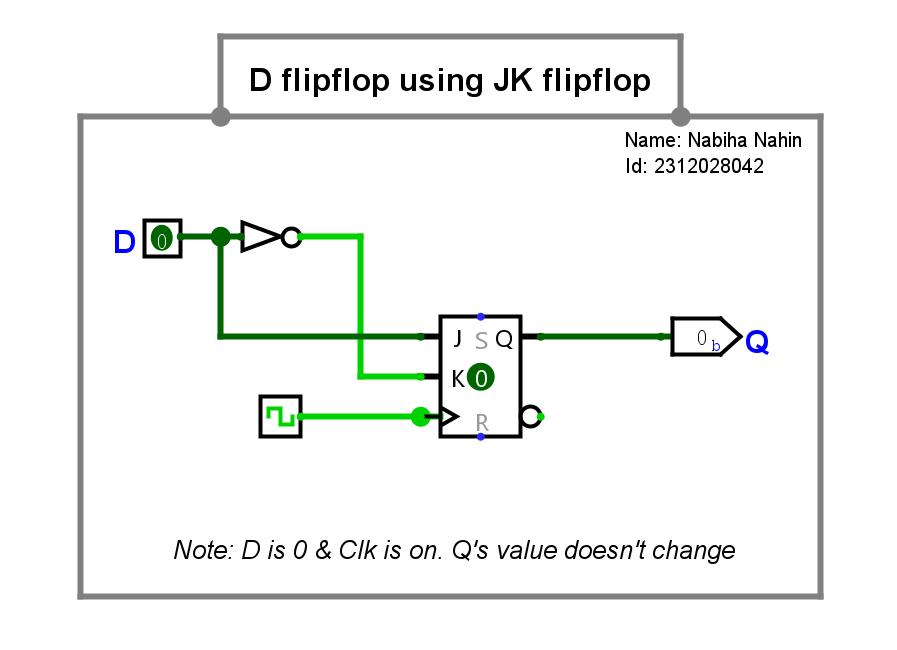 D flipflop using JK flipflop
Name: Nabiha Nahin
Id: 2312028042
D 0
J S Q
0b Q
K 0
R
Note: D is 0 & Clk is on. Q's value doesn't change